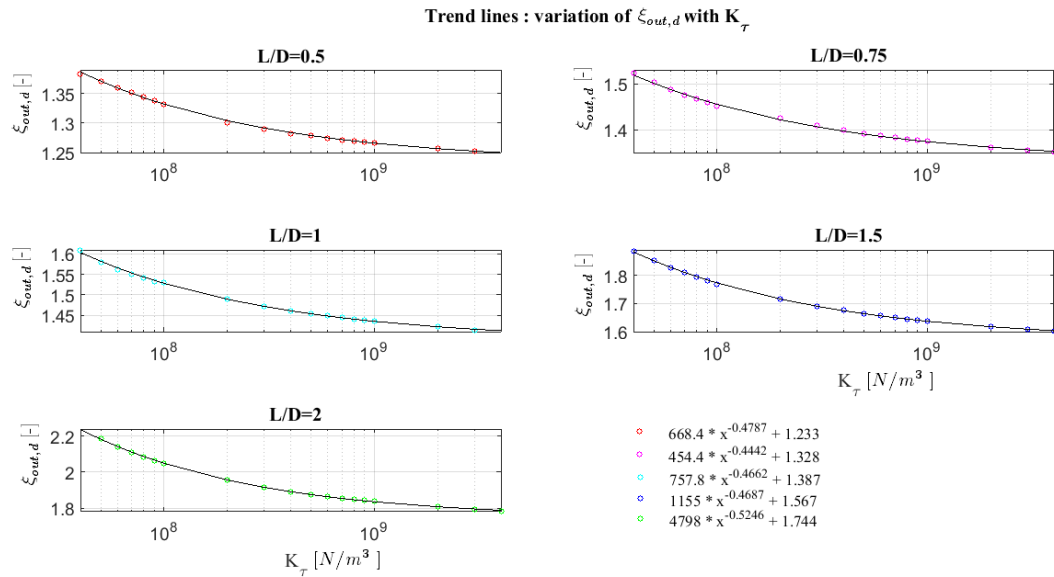 Trend lines : variation of ξout,d with Kτ
L/D=0.5
ξout,d [-]
1.35
1.3
1.25
10^8
10^9
L/D=0.75
ξout,d [-]
1.5
1.4
10^8
10^9
L/D=1
ξout,d [-]
1.6
1.55
1.5
1.45
10^8
10^9
L/D=1.5
ξout,d [-]
1.8
1.7
1.6
10^8
10^9
Kτ [N/m^3 ]
L/D=2
ξout,d [-]
2.2
2
1.8
10^8
10^9
Kτ [N/m^3 ]
668.4 * x^-0.4787 + 1.233
454.4 * x^-0.4442 + 1.328
757.8 * x^-0.4662 + 1.387
1155 * x^-0.4687 + 1.567
4798 * x^-0.5246 + 1.744